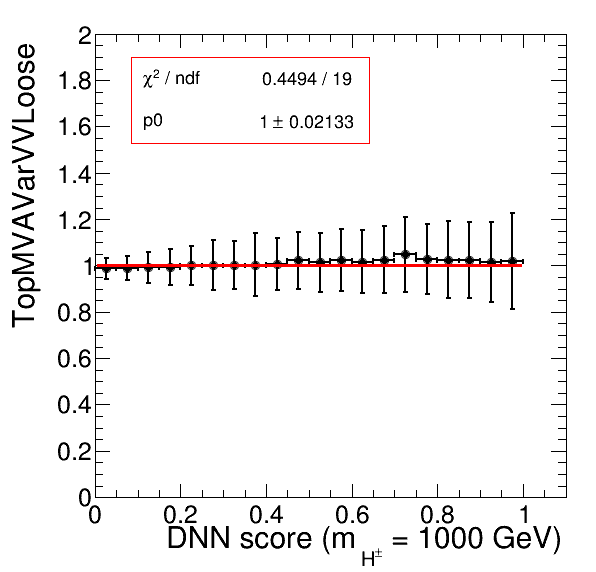 TopMVAVarVVLoose
2
1.8
1.6
1.4
1.2
1
0.8
0.6
0.4
0.2
0
χ² / ndf 0.4494 / 19
p0 1 ± 0.02133
0 0.2 0.4 0.6 0.8 1
DNN score (m_H± = 1000 GeV)